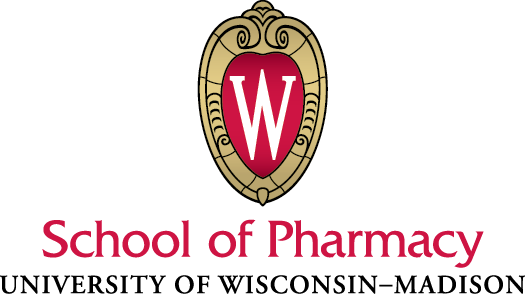 W
School of Pharmacy
UNIVERSITY OF WISCONSIN–MADISON